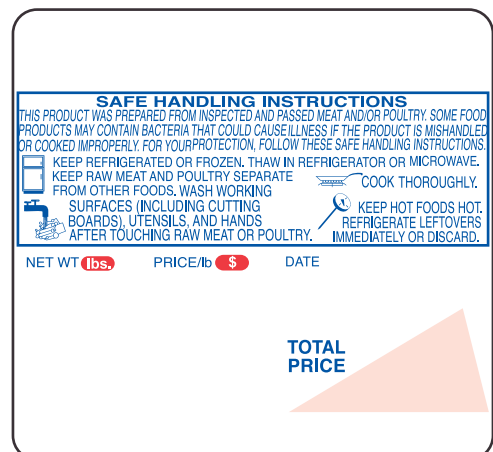 SAFE HANDLING INSTRUCTIONS
THIS PRODUCT WAS PREPARED FROM INSPECTED AND PASSED MEAT AND/OR POULTRY. SOME FOOD
PRODUCTS MAY CONTAIN BACTERIA THAT COULD CAUSE ILLNESS IF THE PRODUCT IS MISHANDLED
OR COOKED IMPROPERLY. FOR YOUR PROTECTION, FOLLOW THESE SAFE HANDLING INSTRUCTIONS.
KEEP REFRIGERATED OR FROZEN. THAW IN REFRIGERATOR OR MICROWAVE.
KEEP RAW MEAT AND POULTRY SEPARATE
FROM OTHER FOODS. WASH WORKING
SURFACES (INCLUDING CUTTING
BOARDS), UTENSILS, AND HANDS
AFTER TOUCHING RAW MEAT OR POULTRY.
COOK THOROUGHLY.
KEEP HOT FOODS HOT.
REFRIGERATE LEFTOVERS
IMMEDIATELY OR DISCARD.
NET WT lbs. PRICE/lb $ DATE
TOTAL
PRICE